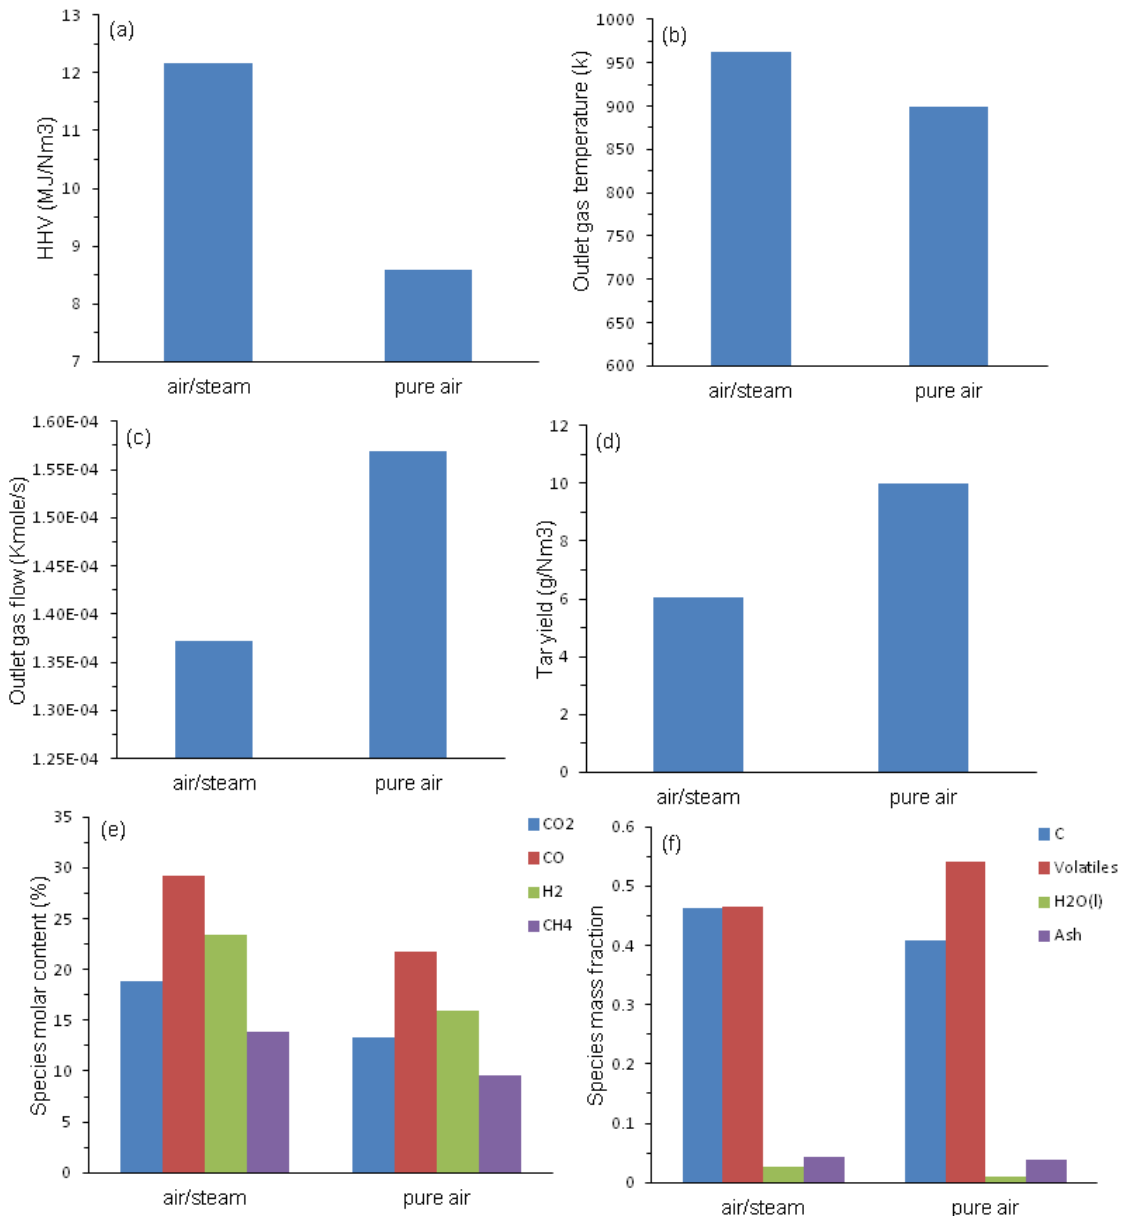 (a)
HHV (MJ/Nm3)
13
12
11
10
9
8
7
air/steam pure air
(b)
Outlet gas temperature (k)
1000
950
900
850
800
750
700
650
600
air/steam pure air
(c)
Outlet gas flow (Kmole/s)
1.60E-04
1.55E-04
1.50E-04
1.45E-04
1.40E-04
1.35E-04
1.30E-04
1.25E-04
air/steam pure air
(d)
Tar yield (g/Nm3)
12
10
8
6
4
2
0
air/steam pure air
(e)
Species molar content (%)
35
30
25
20
15
10
5
0
air/steam pure air
CO2
CO
H2
CH4
(f)
Species mass fraction
0.6
0.5
0.4
0.3
0.2
0.1
0
air/steam pure air
C
Volatiles
H2O(l)
Ash